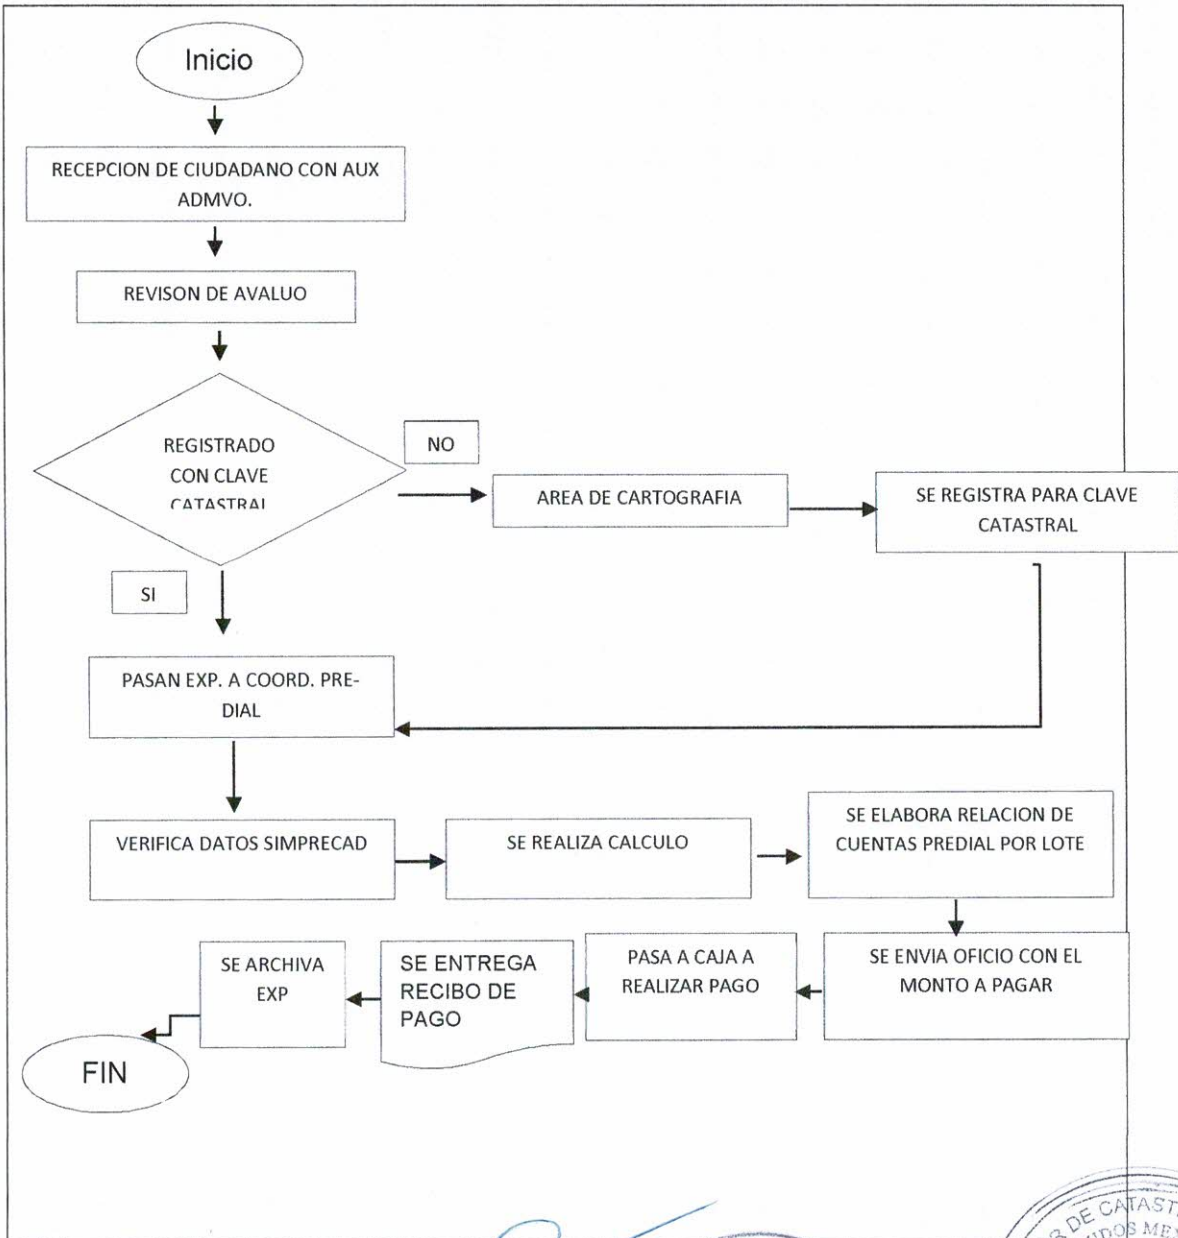 Inicio
RECEPCION DE CIUDADANO CON AUX
ADMVO.
REVISON DE AVALUO
REGISTRADO
CON CLAVE
CATASTRAL
NO
AREA DE CARTOGRAFIA
SE REGISTRA PARA CLAVE
CATASTRAL
SI
PASAN EXP. A COORD. PRE-
DIAL
VERIFICA DATOS SIMPRECAD
SE REALIZA CALCULO
SE ELABORA RELACION DE
CUENTAS PREDIAL POR LOTE
SE ENVIA OFICIO CON EL
MONTO A PAGAR
PASA A CAJA A
REALIZAR PAGO
SE ENTREGA
RECIBO DE
PAGO
SE ARCHIVA
EXP
FIN
DE CATAST